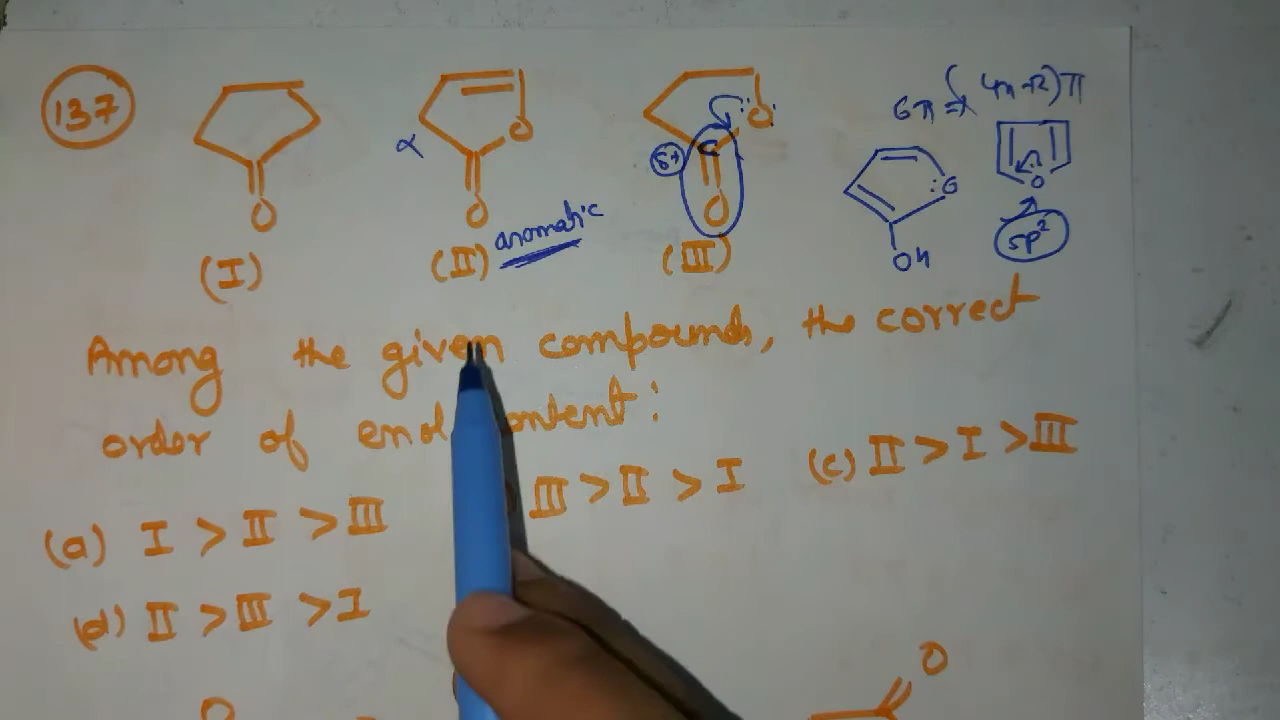 137
6π = (4n+2)π
α
O
O
O
O
δ+
C
O
:O
O
OH
sp²
(I)
(II)
aromatic
(III)
Among the given compounds, the correct
order of enol content:
(a) I > II > III
III > II > I
(c) II > I > III
(d) II > III > I
O